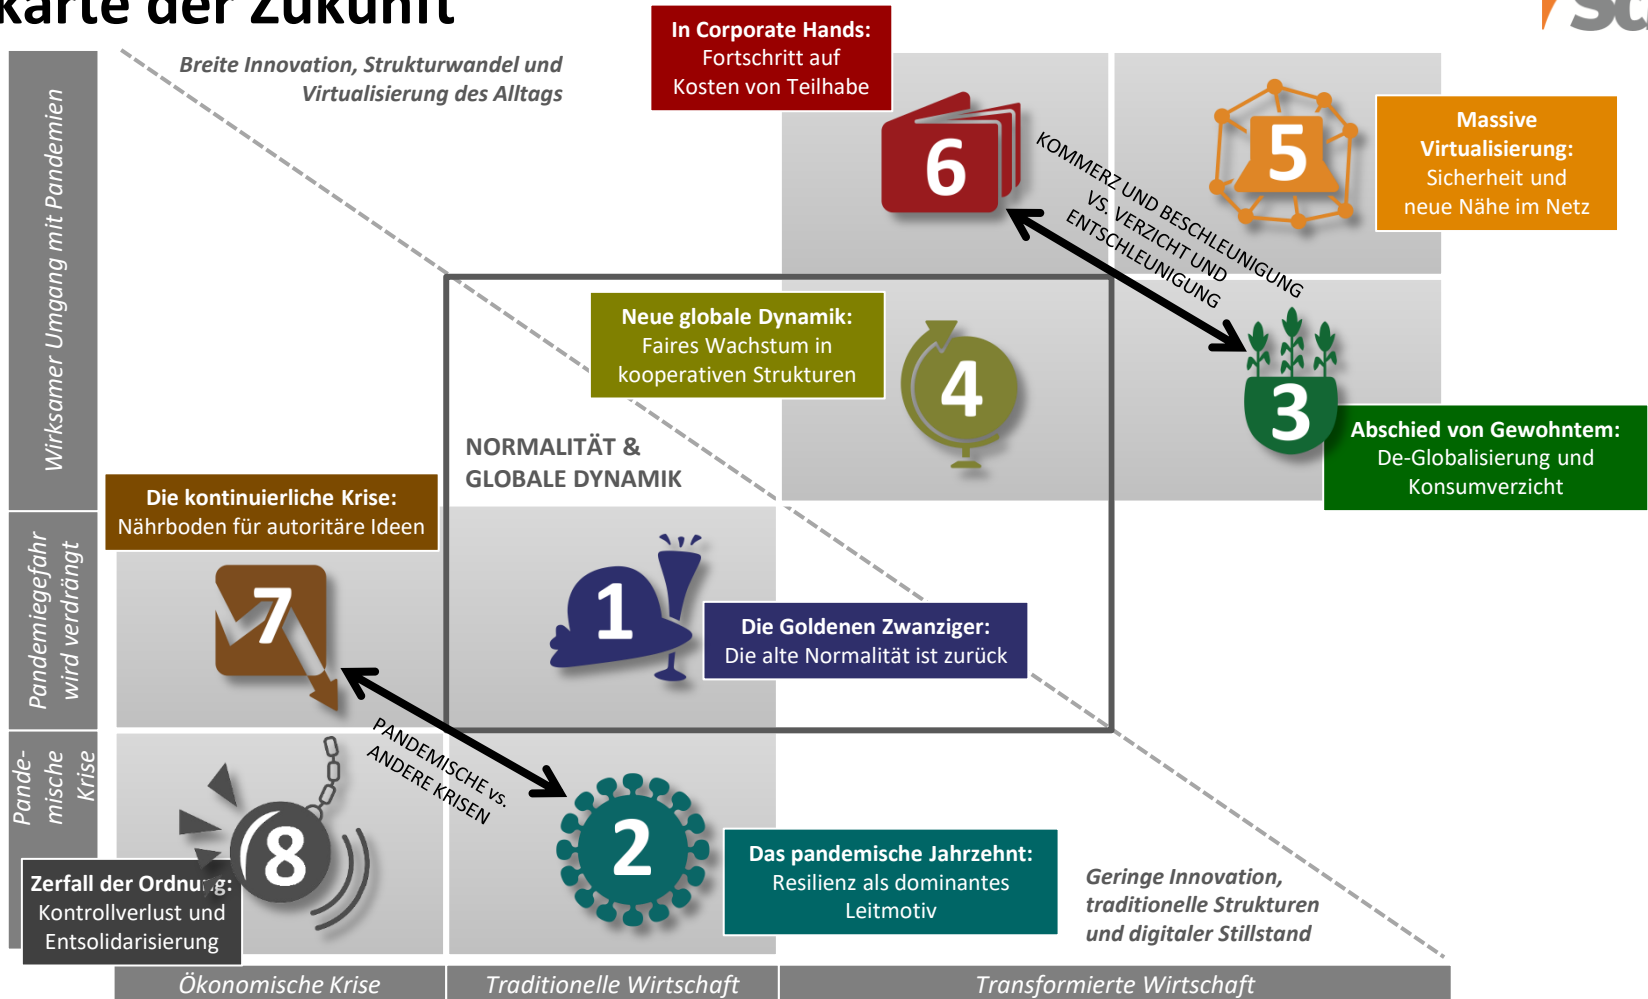 karte der Zukunft
Breite Innovation, Strukturwandel und
Virtualisierung des Alltags
In Corporate Hands:
Fortschritt auf
Kosten von Teilhabe
6
5
Massive
Virtualisierung:
Sicherheit und
neue Nähe im Netz
KOMMERZ UND BESCHLEUNIGUNG
VS. VERZICHT UND
ENTSCHLEUNIGUNG
Neue globale Dynamik:
Faires Wachstum in
kooperativen Strukturen
4
3
Abschied von Gewohntem:
De-Globalisierung und
Konsumverzicht
NORMALITÄT &
GLOBALE DYNAMIK
Die kontinuierliche Krise:
Nährboden für autoritäre Ideen
7
1
Die Goldenen Zwanziger:
Die alte Normalität ist zurück
PANDEMISCHE vs.
ANDERE KRISEN
8
Zerfall der Ordnung:
Kontrollverlust und
Entsolidarisierung
2
Das pandemische Jahrzehnt:
Resilienz als dominantes
Leitmotiv
Geringe Innovation,
traditionelle Strukturen
und digitaler Stillstand
Wirksamer Umgang mit Pandemien
Pandemiegefahr
wird verdrängt
Pande-
mische
Krise
Ökonomische Krise
Traditionelle Wirtschaft
Transformierte Wirtschaft